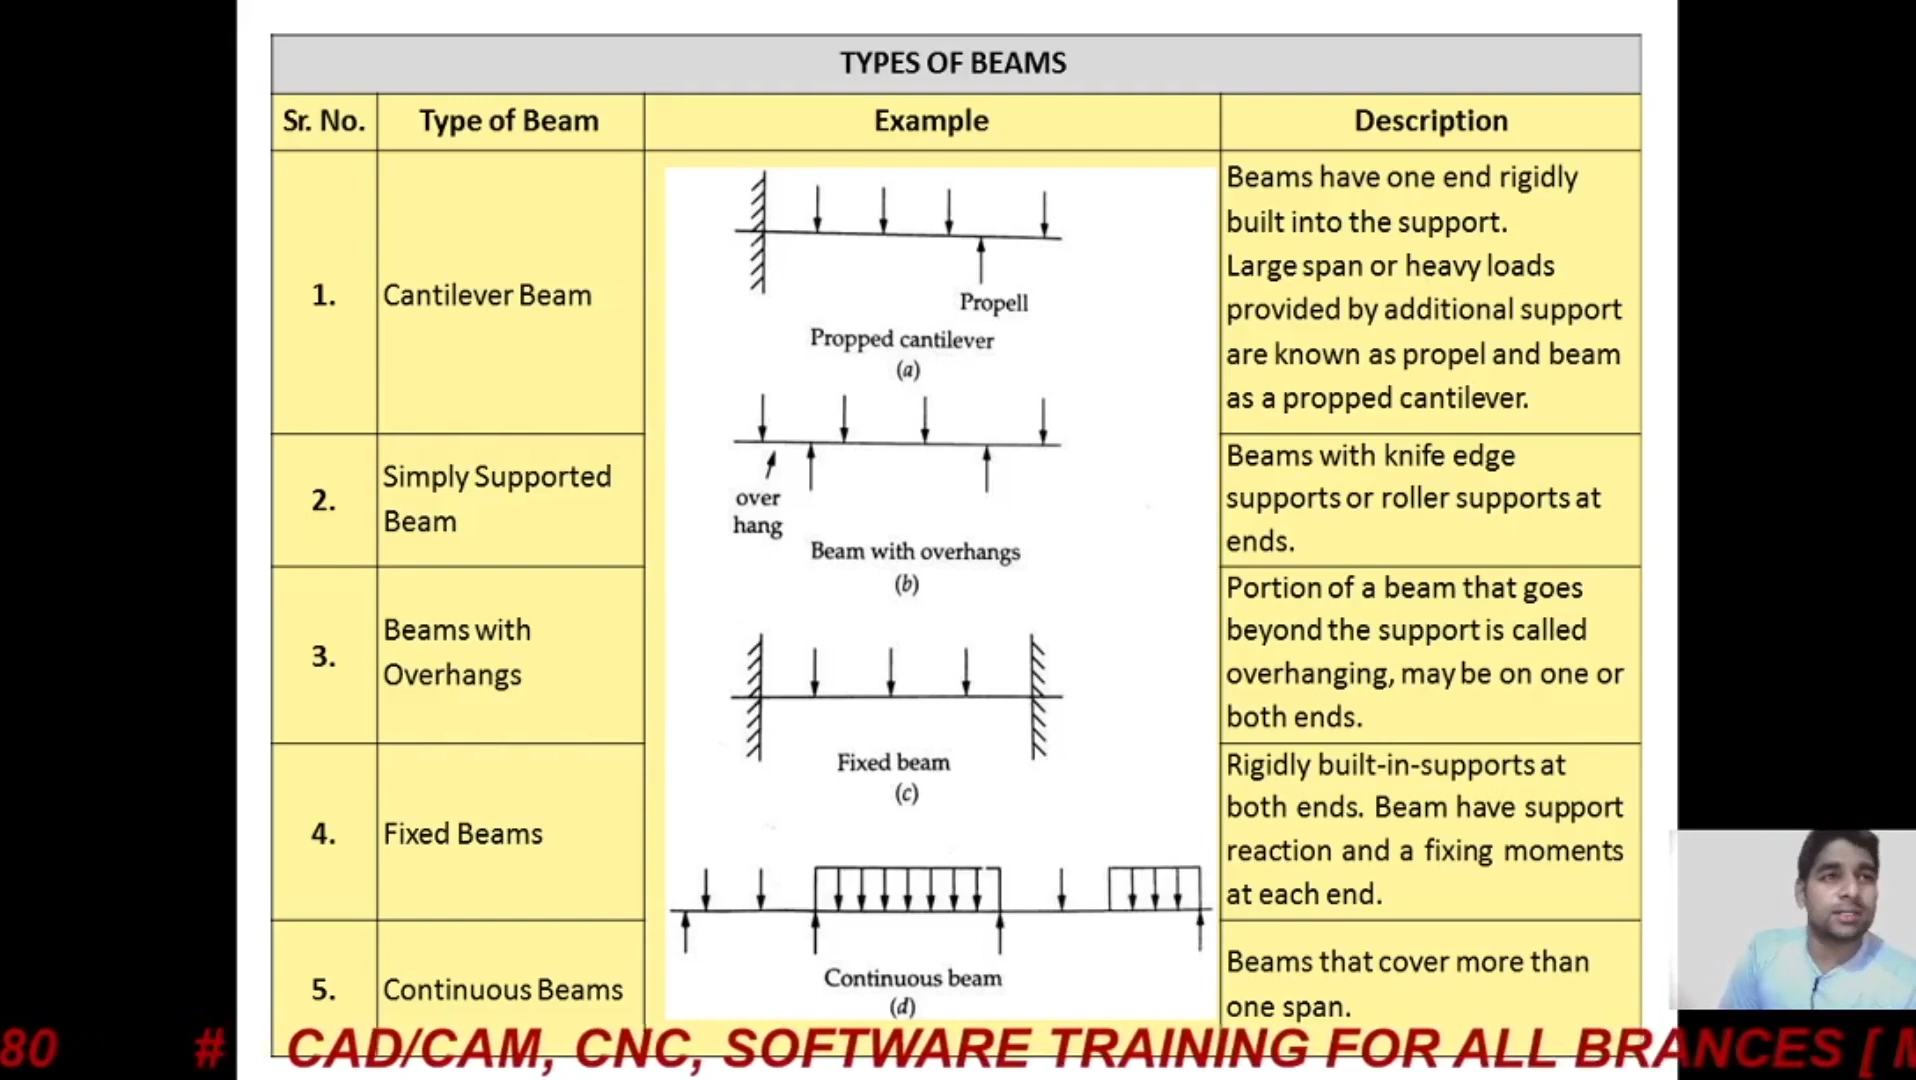 TYPES OF BEAMS
Sr. No.
Type of Beam
Example
Description
1.
Cantilever Beam
Propell
Propped cantilever
(a)
Beams have one end rigidly
built into the support.
Large span or heavy loads
provided by additional support
are known as propel and beam
as a propped cantilever.
2.
Simply Supported
Beam
over
hang
Beam with overhangs
(b)
Beams with knife edge
supports or roller supports at
ends.
3.
Beams with
Overhangs
Fixed beam
(c)
Portion of a beam that goes
beyond the support is called
overhanging, may be on one or
both ends.
4.
Fixed Beams
Rigidly built-in-supports at
both ends. Beam have support
reaction and a fixing moments
at each end.
5.
Continuous Beams
Continuous beam
(d)
Beams that cover more than
one span.
80 # CAD/CAM, CNC, SOFTWARE TRAINING FOR ALL BRANCES [